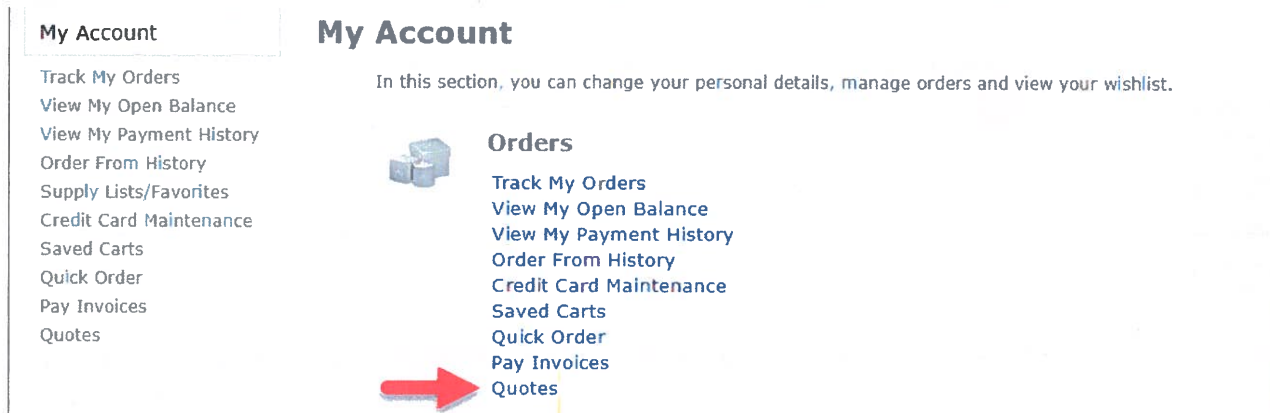 My Account
Track My Orders
View My Open Balance
View My Payment History
Order From History
Supply Lists/Favorites
Credit Card Maintenance
Saved Carts
Quick Order
Pay Invoices
Quotes
My Account
In this section, you can change your personal details, manage orders and view your wishlist.
Orders
Track My Orders
View My Open Balance
View My Payment History
Order From History
Credit Card Maintenance
Saved Carts
Quick Order
Pay Invoices
Quotes